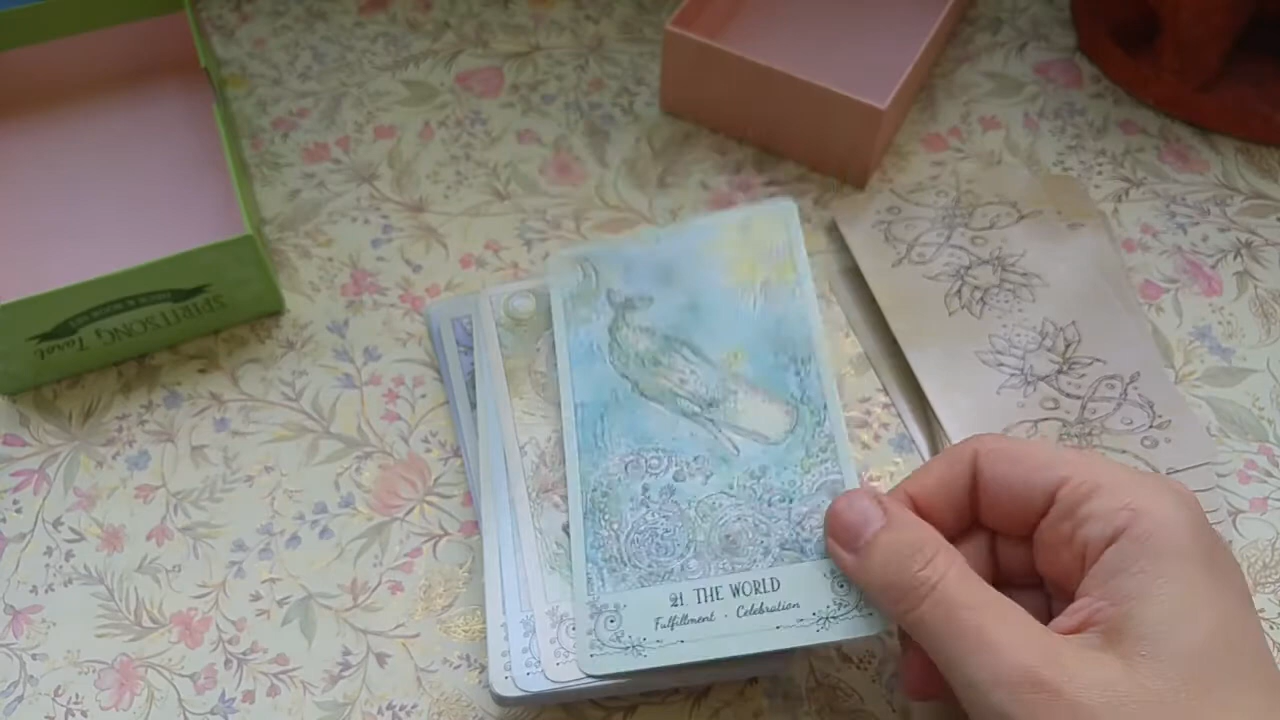 SPIRITSONG Tarot
21. THE WORLD
Fulfillment · Celebration